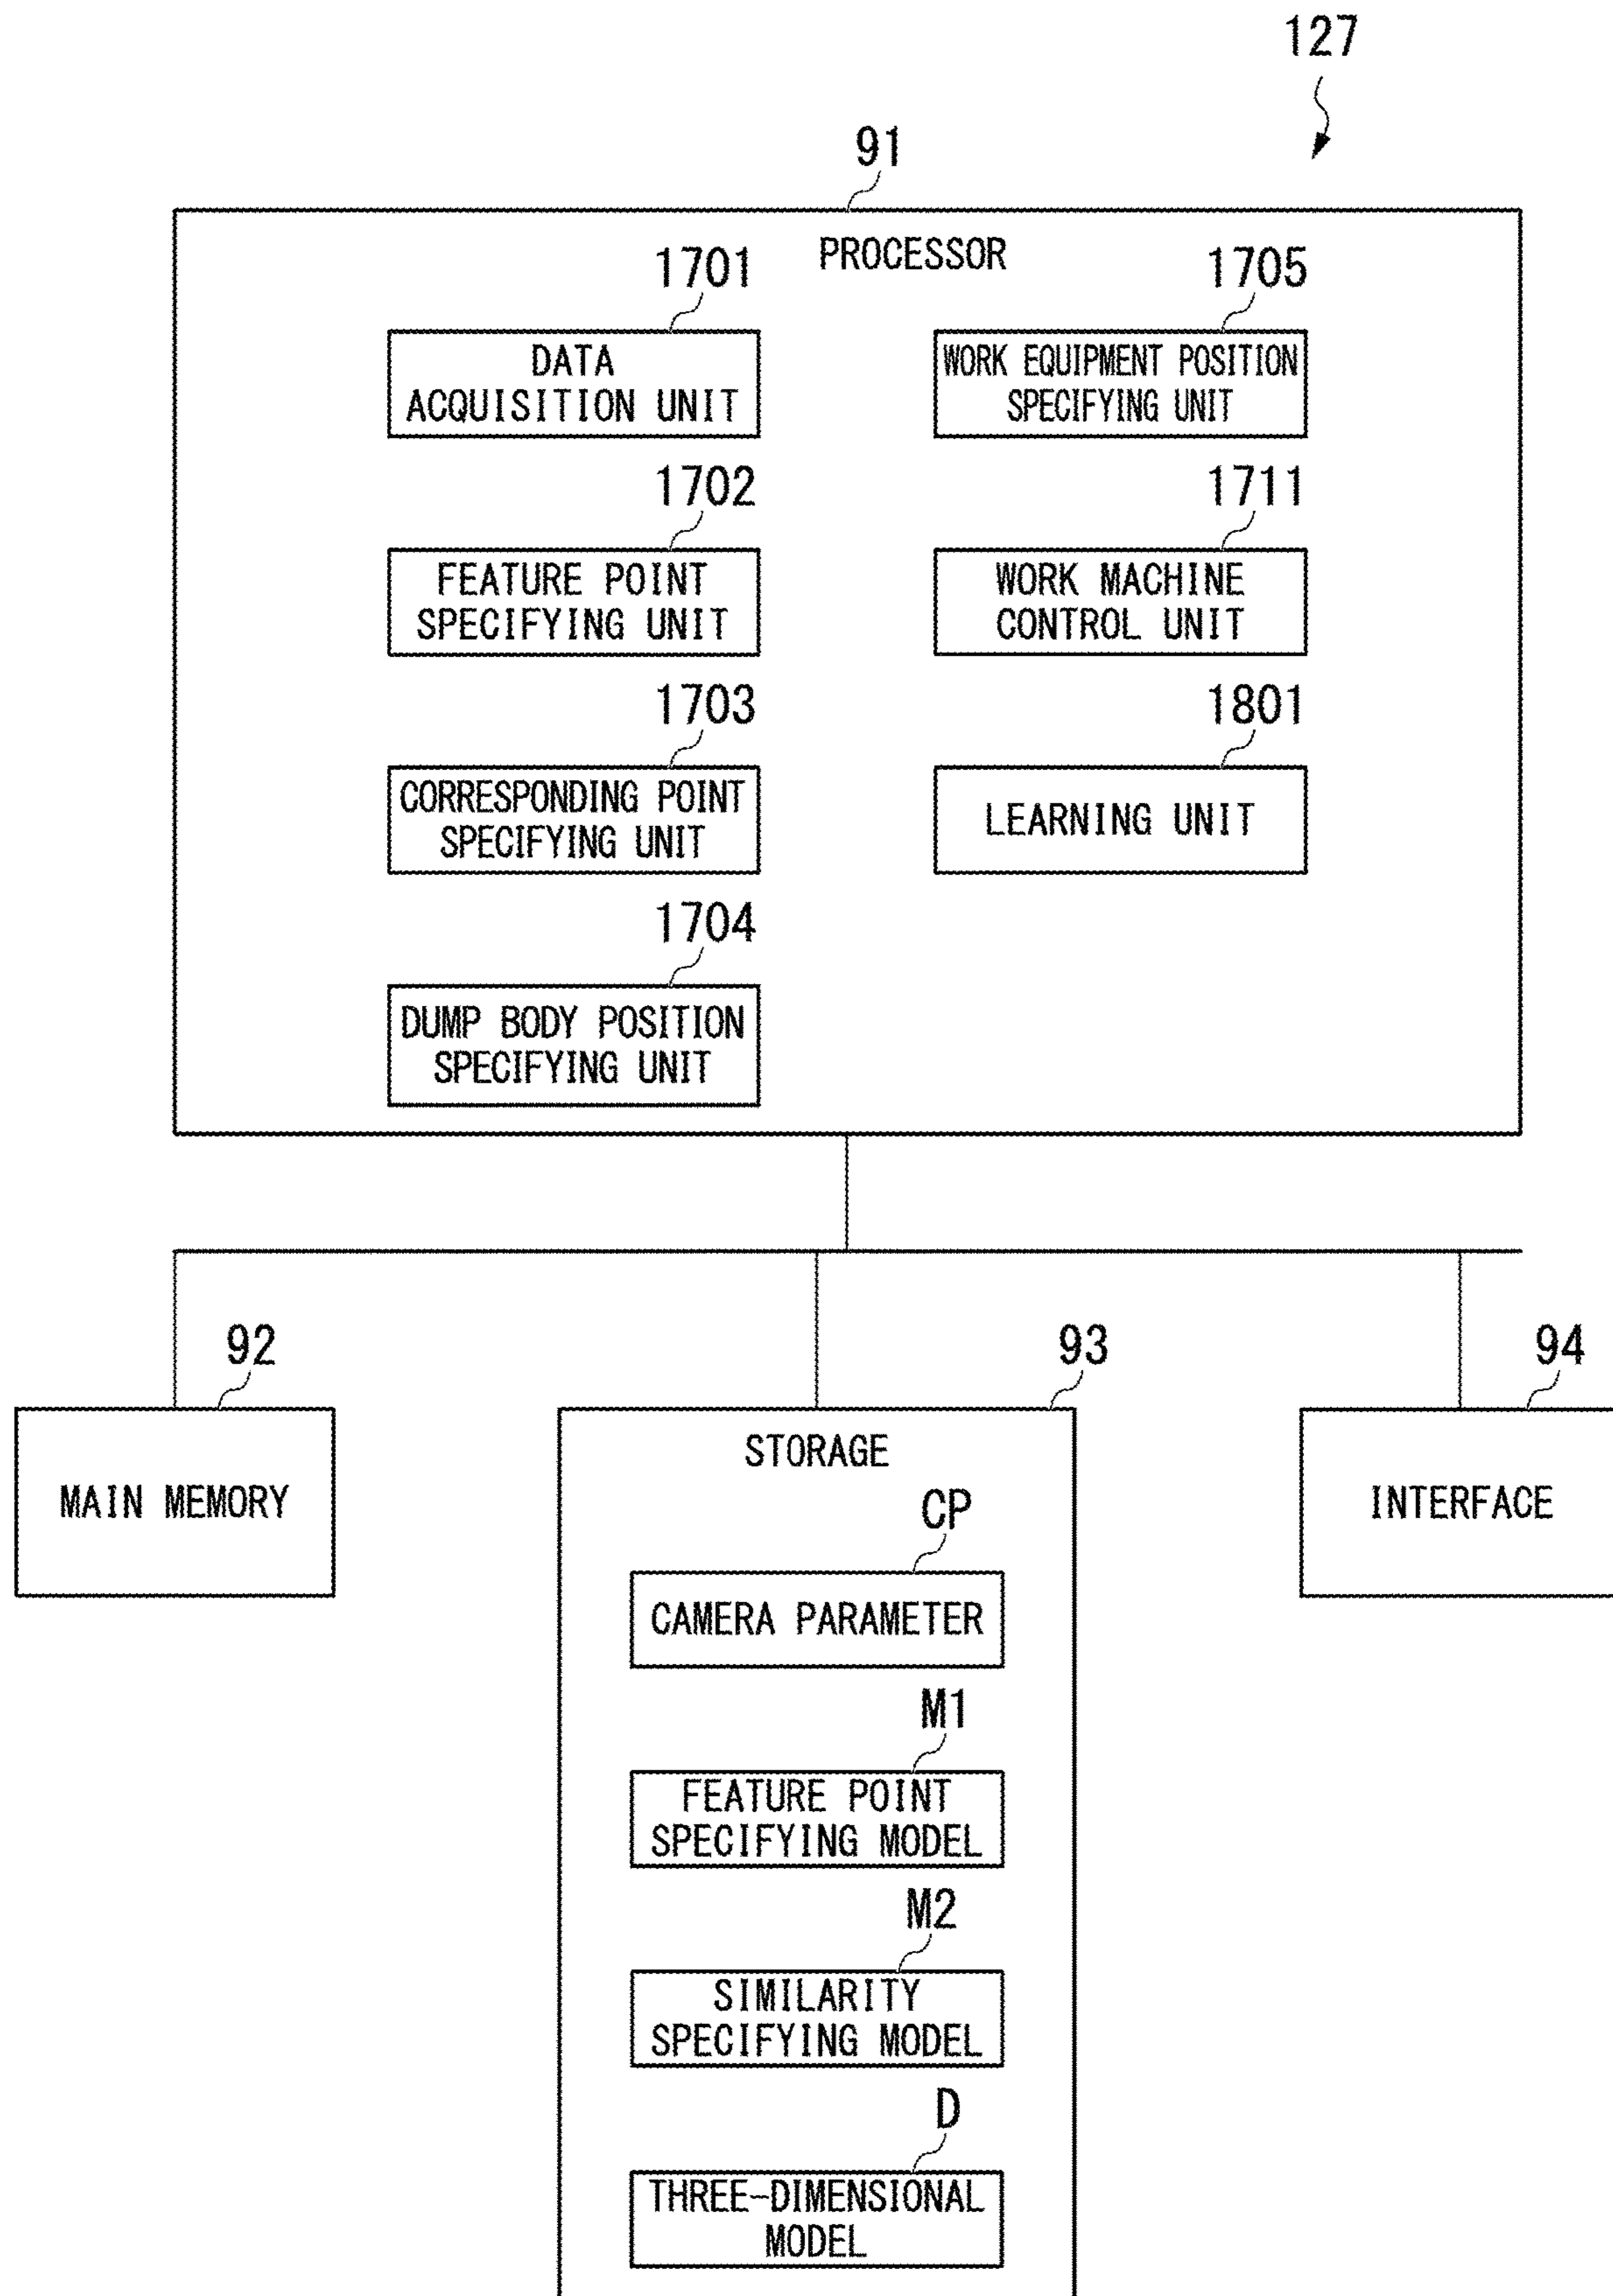 127
91
PROCESSOR
1701
DATA
ACQUISITION UNIT
1705
WORK EQUIPMENT POSITION
SPECIFYING UNIT
1702
FEATURE POINT
SPECIFYING UNIT
1711
WORK MACHINE
CONTROL UNIT
1703
CORRESPONDING POINT
SPECIFYING UNIT
1801
LEARNING UNIT
1704
DUMP BODY POSITION
SPECIFYING UNIT
92
MAIN MEMORY
93
STORAGE
CP
CAMERA PARAMETER
M1
FEATURE POINT
SPECIFYING MODEL
M2
SIMILARITY
SPECIFYING MODEL
D
THREE-DIMENSIONAL
MODEL
94
INTERFACE